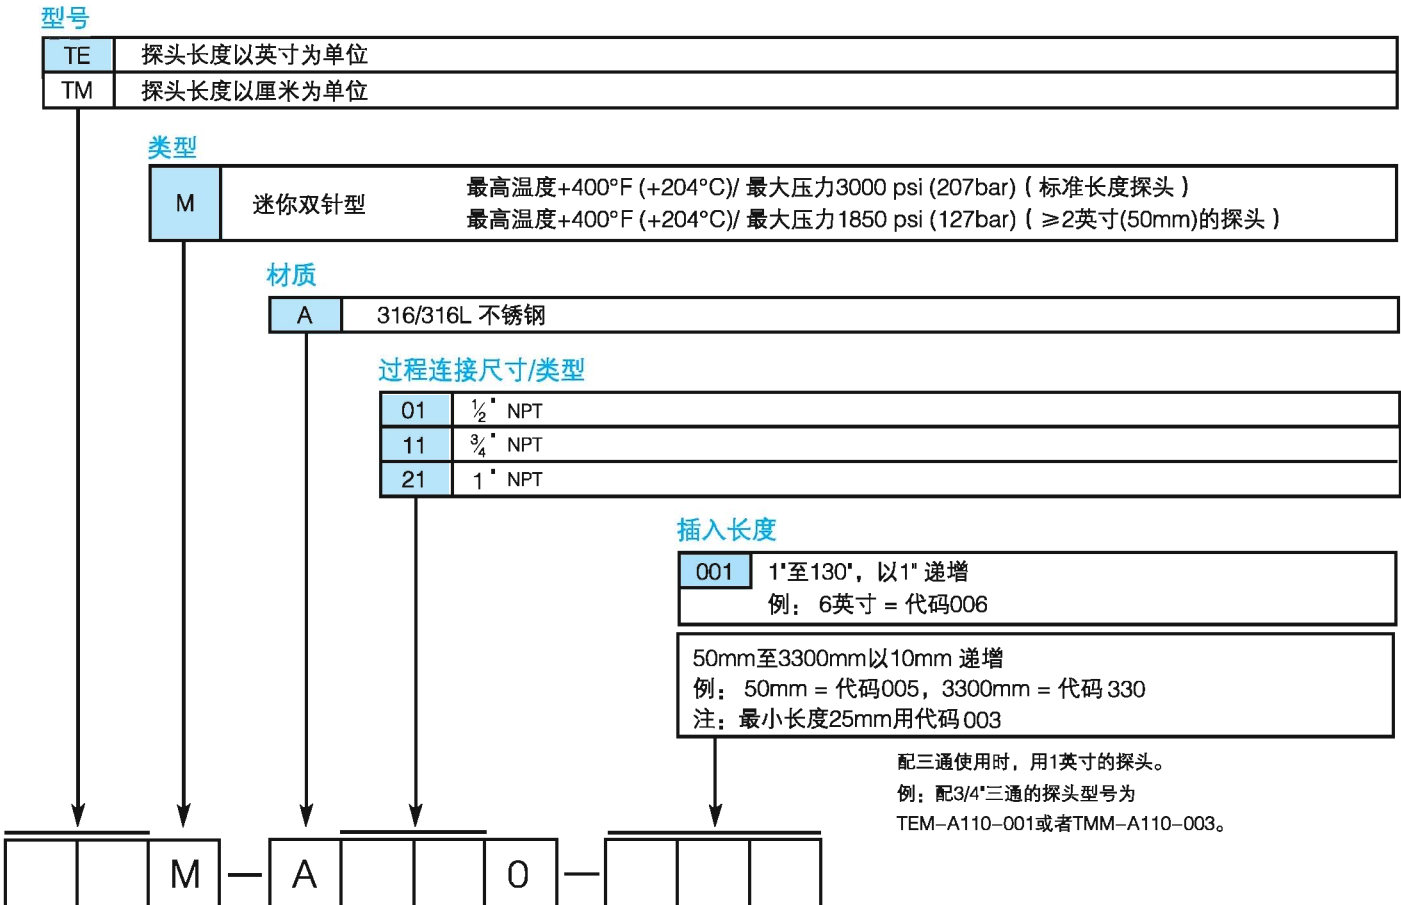 型号
TE 探头长度以英寸为单位
TM 探头长度以厘米为单位
类型
M 迷你双针型 最高温度+400°F (+204°C)/ 最大压力3000 psi (207bar)（标准长度探头）
最高温度+400°F (+204°C)/ 最大压力1850 psi (127bar)（≥2英寸(50mm)的探头）
材质
A 316/316L 不锈钢
过程连接尺寸/类型
01 ½" NPT
11 ¾" NPT
21 1" NPT
插入长度
001 1"至130"，以1" 递增
例：6英寸 = 代码006
50mm至3300mm以10mm 递增
例：50mm = 代码005，3300mm = 代码 330
注：最小长度25mm用代码 003
配三通使用时，用1英寸的探头。
例：配3/4"三通的探头型号为
TEM-A110-001或者TMM-A110-003。
M — A 0 —